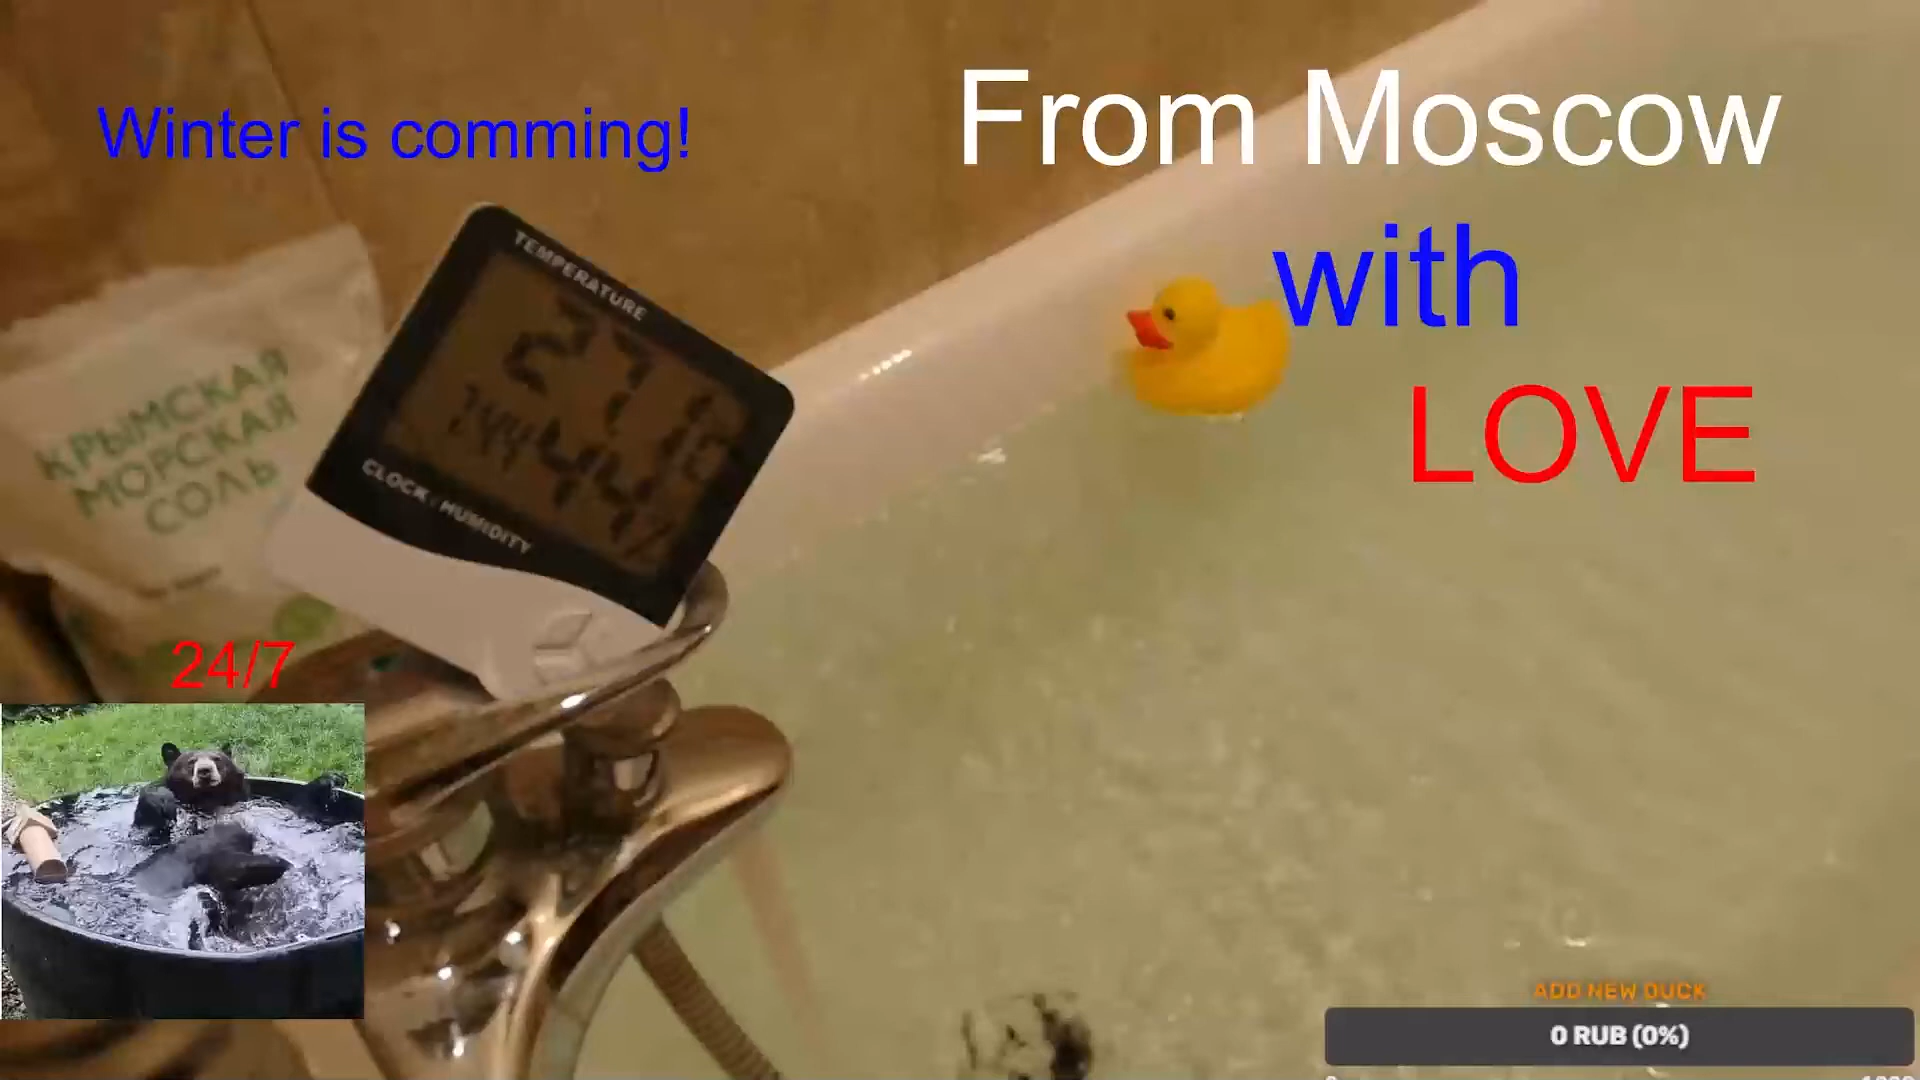 Winter is comming!
From Moscow
with
LOVE
TEMPERATURE
CLOCK / HUMIDITY
КРЫМСКАЯ
МОРСКАЯ
СОЛЬ
24/7
ADD NEW DUCK
0 RUB (0%)